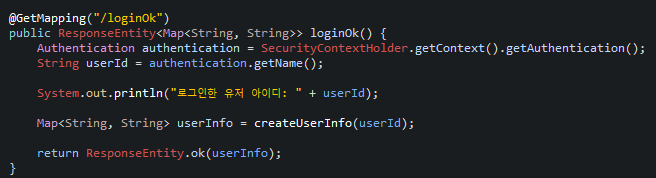 @GetMapping("/loginOk")
public ResponseEntity<Map<String, String>> loginOk() {
    Authentication authentication = SecurityContextHolder.getContext().getAuthentication();
    String userId = authentication.getName();
    System.out.println("로그인한 유저 아이디: " + userId);
    Map<String, String> userInfo = createUserInfo(userId);
    return ResponseEntity.ok(userInfo);
}